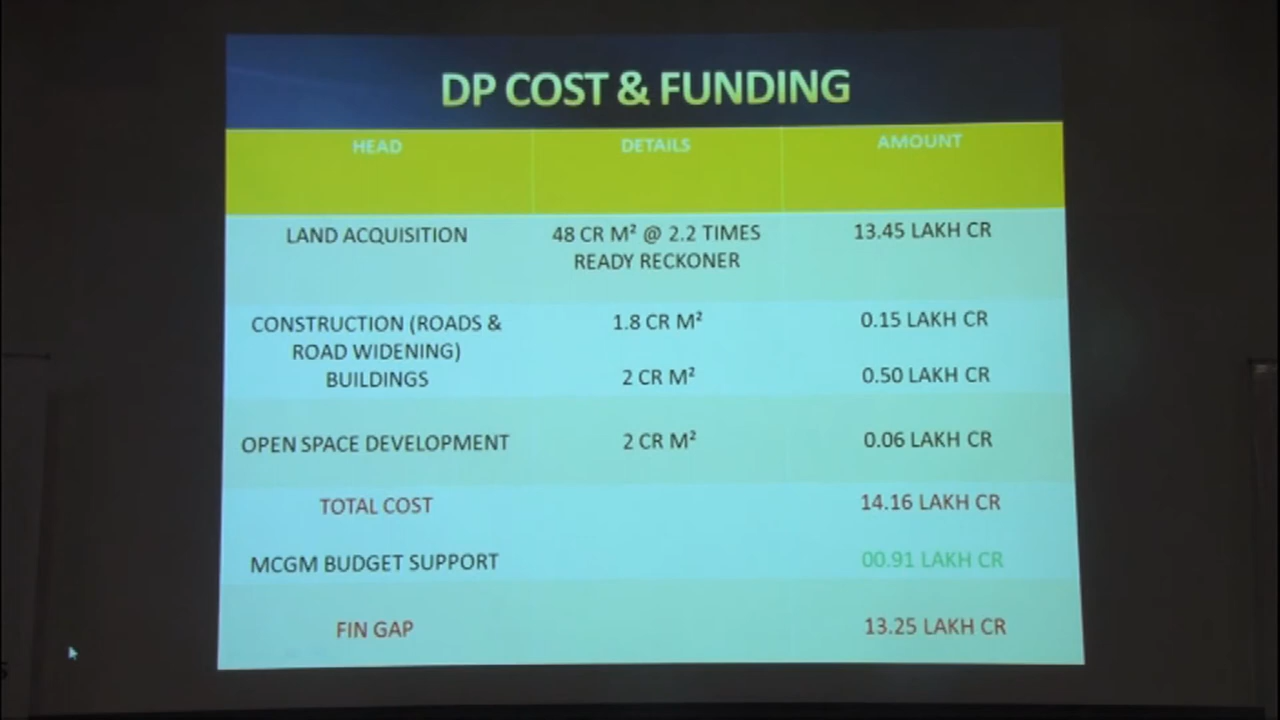 DP COST & FUNDING
HEAD DETAILS AMOUNT
LAND ACQUISITION 48 CR M² @ 2.2 TIMES 13.45 LAKH CR
READY RECKONER
CONSTRUCTION (ROADS & 1.8 CR M² 0.15 LAKH CR
ROAD WIDENING)
BUILDINGS 2 CR M² 0.50 LAKH CR
OPEN SPACE DEVELOPMENT 2 CR M² 0.06 LAKH CR
TOTAL COST 14.16 LAKH CR
MCGM BUDGET SUPPORT 00.91 LAKH CR
FIN GAP 13.25 LAKH CR